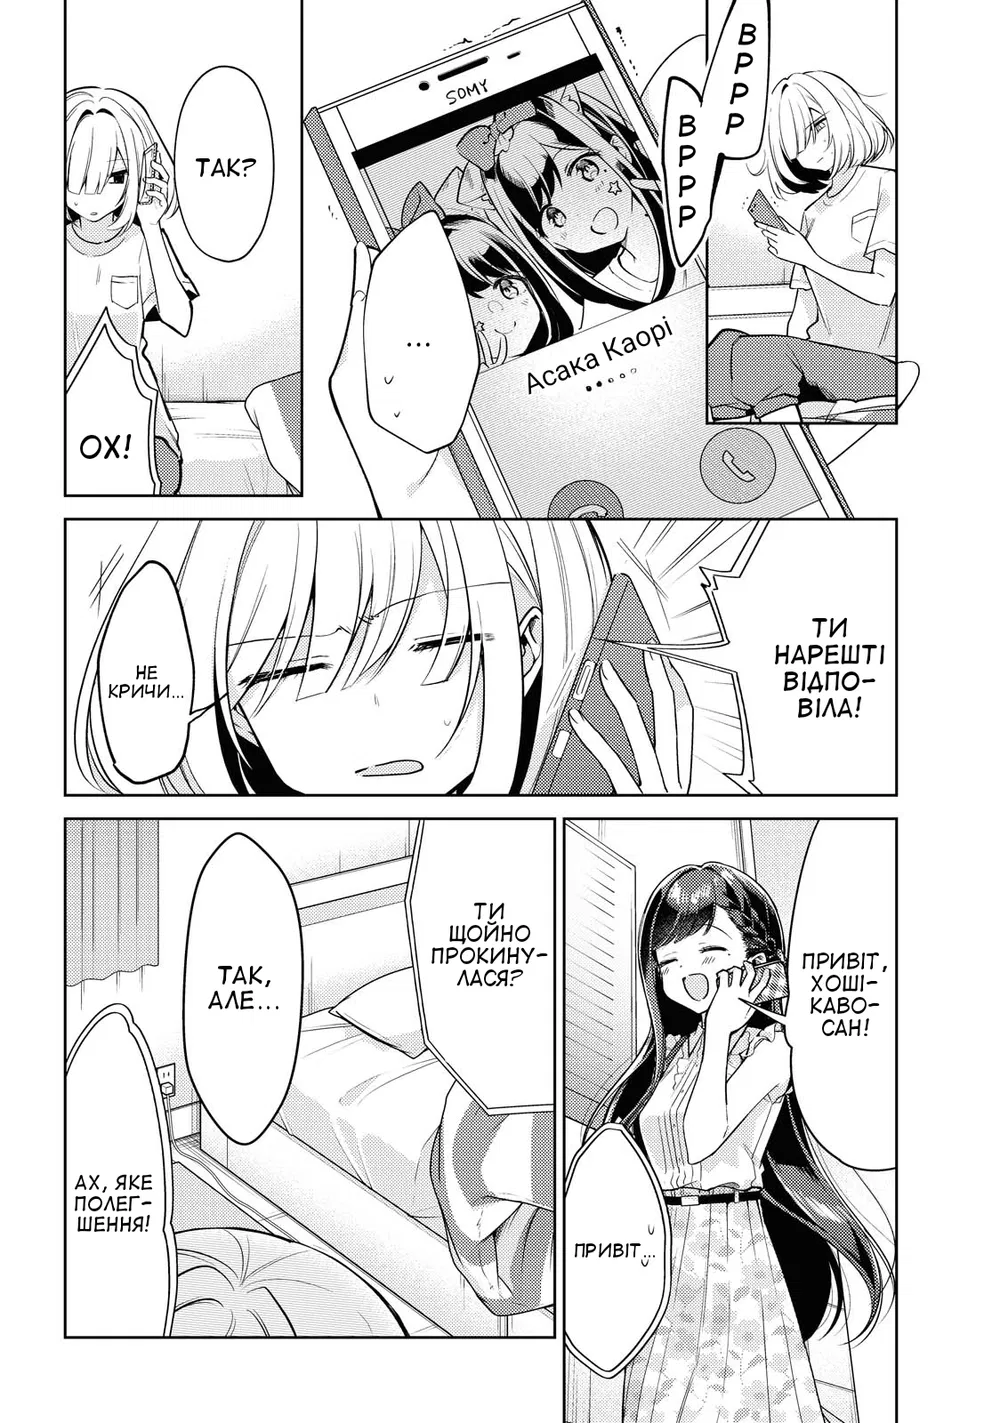 ВРРР
ВРРР
SOMY
Асака Каорі
...
ТАК?
ОХ!
ТИ
НАРЕШТІ
ВІДПО-
ВІЛА!
НЕ
КРИЧИ...
ПРИВІТ,
ХОШІ-
КАВО-
САН!
ПРИВІТ...
ТИ
ЩОЙНО
ПРОКИНУ-
ЛАСЯ?
ТАК,
АЛЕ...
АХ, ЯКЕ
ПОЛЕГ-
ШЕННЯ!